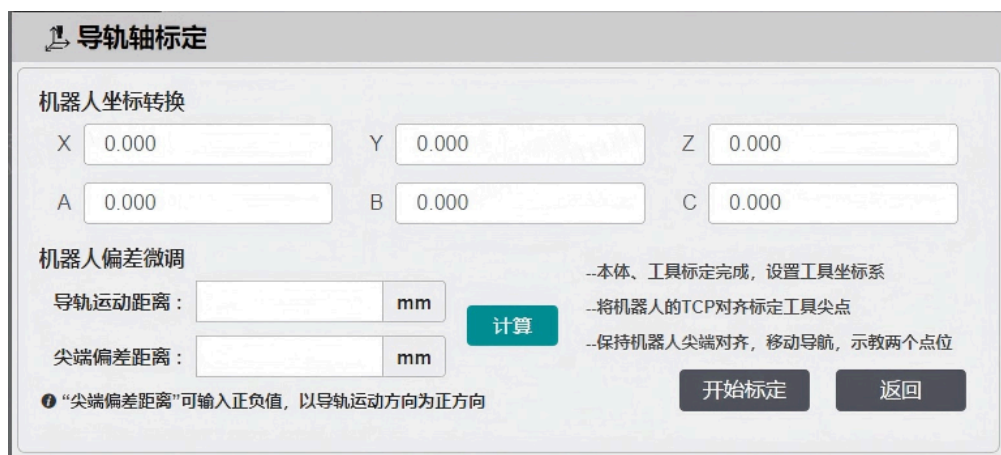 导轨轴标定
机器人坐标转换
X 0.000 Y 0.000 Z 0.000
A 0.000 B 0.000 C 0.000
机器人偏差微调
导轨运动距离： mm
尖端偏差距离： mm
计算
“尖端偏差距离”可输入正负值，以导轨运动方向为正方向
--本体、工具标定完成，设置工具坐标系
--将机器人的TCP对齐标定工具尖点
--保持机器人尖端对齐，移动导航，示教两个点位
开始标定 返回